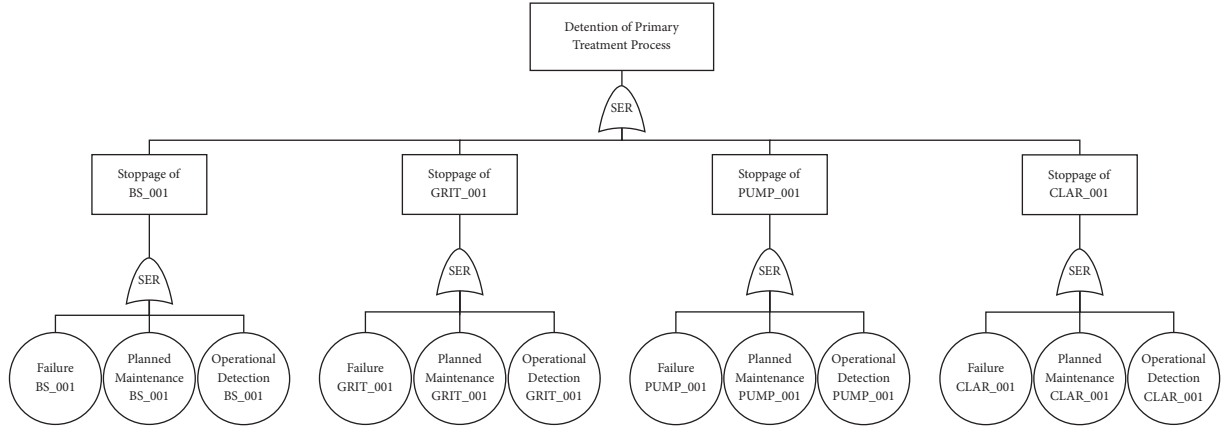 Detention of Primary
Treatment Process
SER
Stoppage of
BS_001
Stoppage of
GRIT_001
Stoppage of
PUMP_001
Stoppage of
CLAR_001
SER
SER
SER
SER
Failure
BS_001
Planned
Maintenance
BS_001
Operational
Detection
BS_001
Failure
GRIT_001
Planned
Maintenance
GRIT_001
Operational
Detection
GRIT_001
Failure
PUMP_001
Planned
Maintenance
PUMP_001
Operational
Detection
PUMP_001
Failure
CLAR_001
Planned
Maintenance
CLAR_001
Operational
Detection
CLAR_001